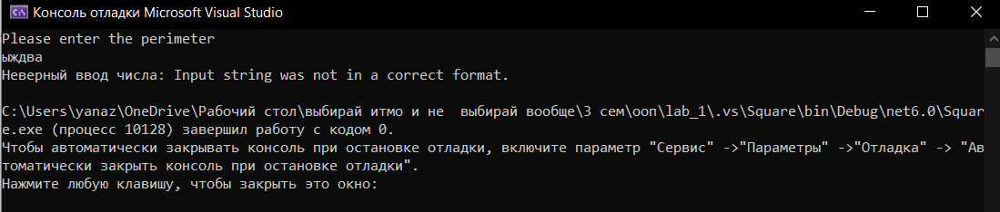 Консоль отладки Microsoft Visual Studio
Please enter the perimeter
ыждва
Неверный ввод числа: Input string was not in a correct format.
C:\Users\yanaz\OneDrive\Рабочий стол\выбирай итмо и не  выбирай вообще\3 сем\ооп\lab_1\.vs\Square\bin\Debug\net6.0\Squar
e.exe (процесс 10128) завершил работу с кодом 0.
Чтобы автоматически закрывать консоль при остановке отладки, включите параметр "Сервис" ->"Параметры" ->"Отладка" -> "Ав
томатически закрыть консоль при остановке отладки".
Нажмите любую клавишу, чтобы закрыть это окно: